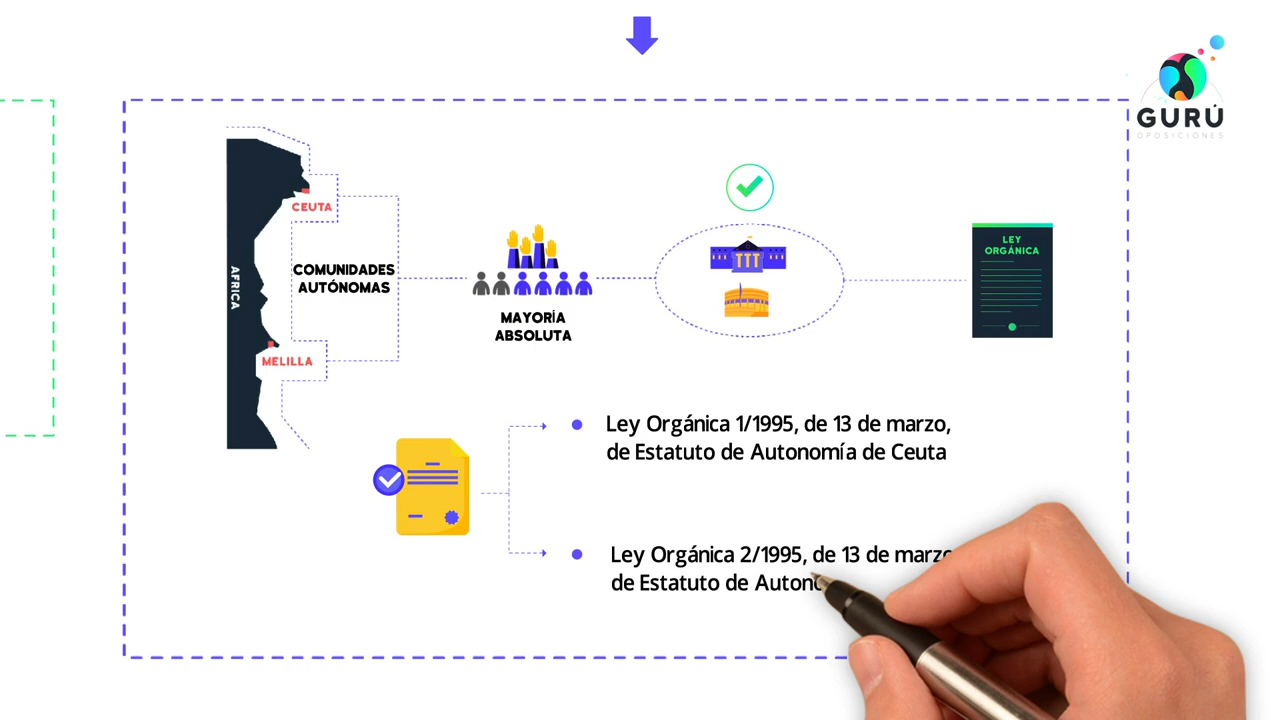 GURÚ
OPOSICIONES
CEUTA
COMUNIDADES
AUTÓNOMAS
AFRICA
MELILLA
MAYORÍA
ABSOLUTA
LEY
ORGÁNICA
Ley Orgánica 1/1995, de 13 de marzo,
de Estatuto de Autonomía de Ceuta
Ley Orgánica 2/1995, de 13 de marzo
de Estatuto de